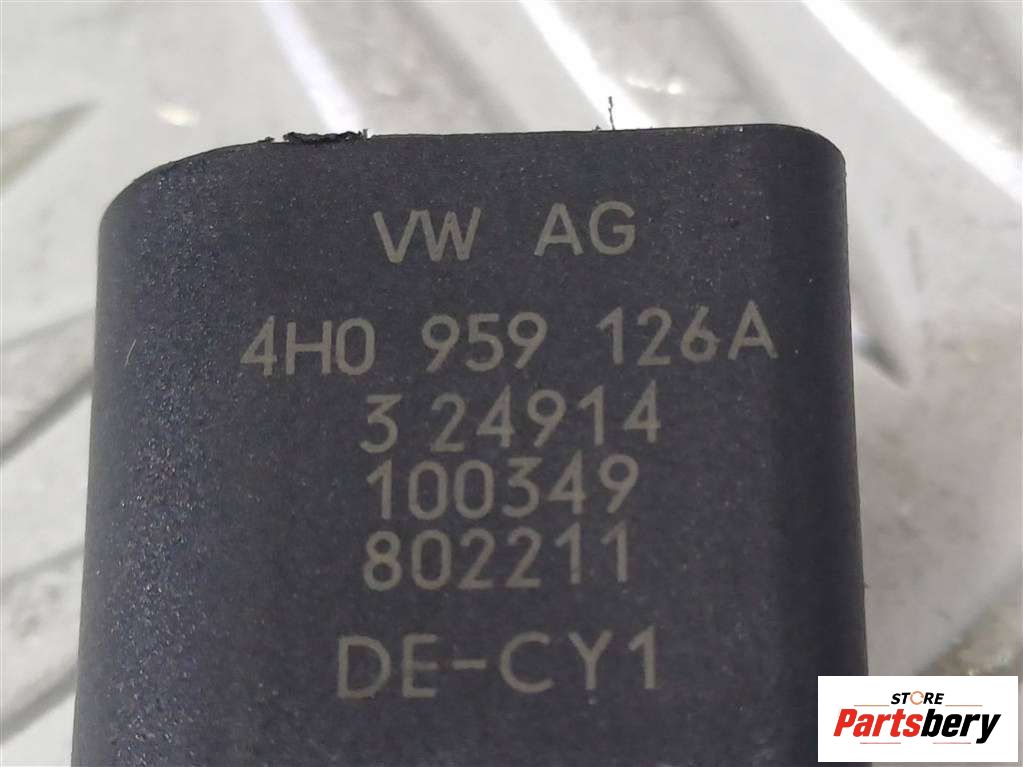 VW AG
4H0 959 126A
3 24914
100349
802211
DE-CY1
STORE
Partsbery